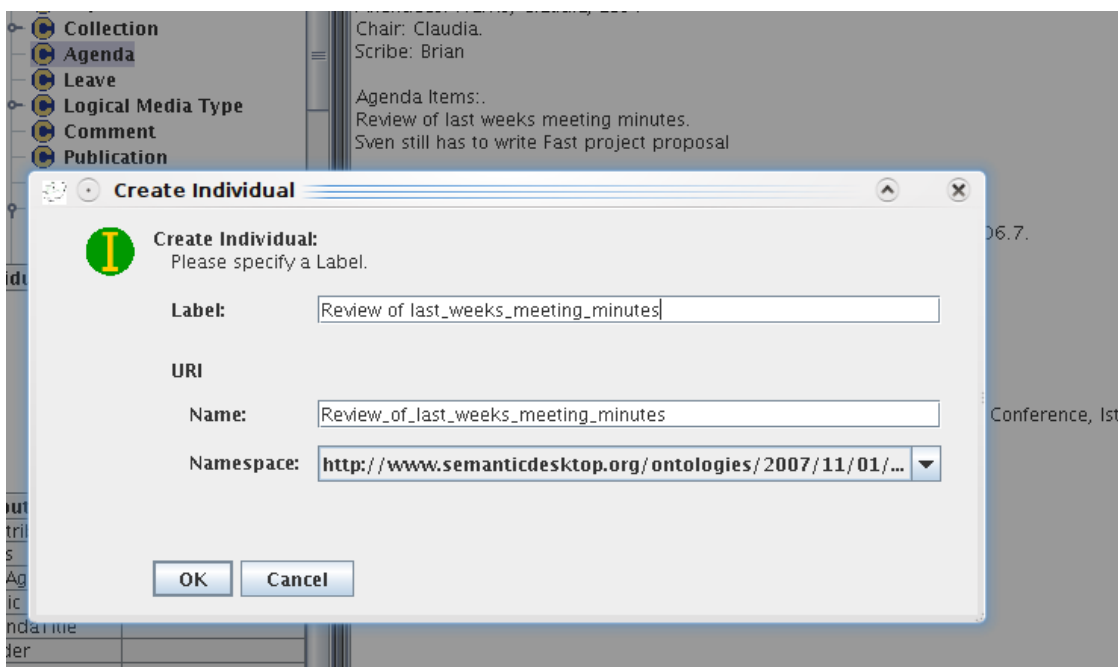 Collection
Agenda
Leave
Logical Media Type
Comment
Publication
Chair: Claudia.
Scribe: Brian
Agenda Items:.
Review of last weeks meeting minutes.
Sven still has to write Fast project proposal
Create Individual
Create Individual:
Please specify a Label.
Label: Review of last_weeks_meeting_minutes
URI
Name: Review_of_last_weeks_meeting_minutes
Namespace: http://www.semanticdesktop.org/ontologies/2007/11/01/...
OK Cancel
06.7.
Conference, Ist